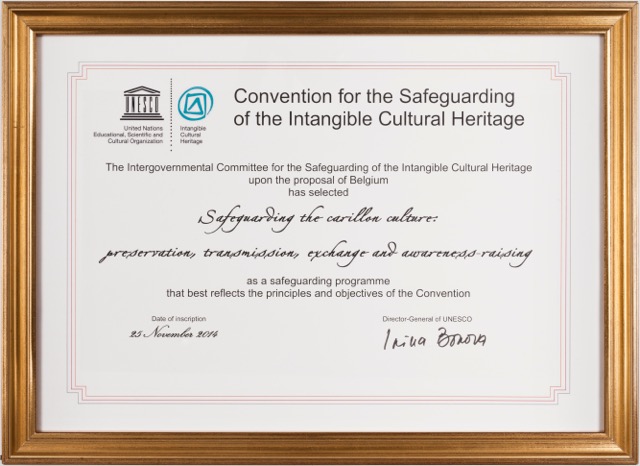 UNESCO
United Nations
Educational, Scientific and
Cultural Organization
Intangible
Cultural
Heritage
Convention for the Safeguarding
of the Intangible Cultural Heritage
The Intergovernmental Committee for the Safeguarding of the Intangible Cultural Heritage
upon the proposal of Belgium
has selected
Safeguarding the carillon culture:
preservation, transmission, exchange and awareness-raising
as a safeguarding programme
that best reflects the principles and objectives of the Convention
Date of inscription
25 November 2014
Director-General of UNESCO
Irina Bokova